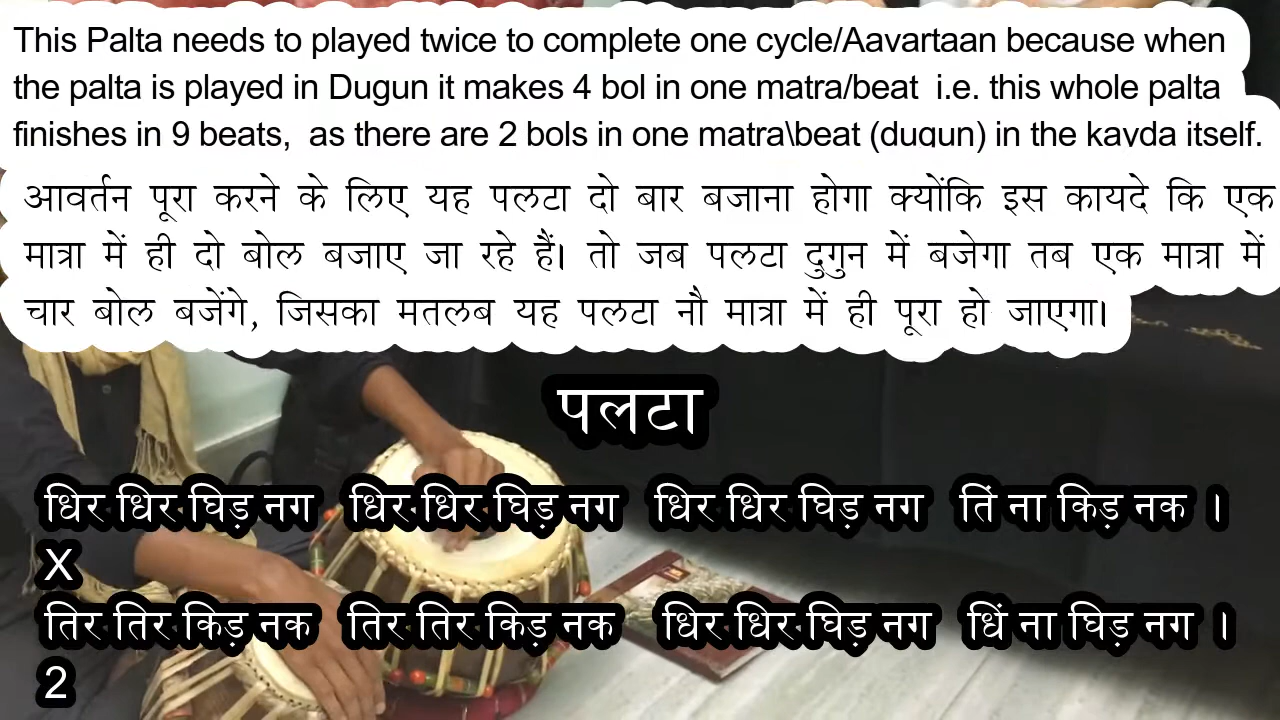 This Palta needs to played twice to complete one cycle/Aavartaan because when
the palta is played in Dugun it makes 4 bol in one matra/beat i.e. this whole palta
finishes in 9 beats, as there are 2 bols in one matra\beat (dugun) in the kayda itself.
आवर्तन पूरा करने के लिए यह पलटा दो बार बजाना होगा क्योंकि इस कायदे कि एक
मात्रा में ही दो बोल बजाए जा रहे हैं। तो जब पलटा दुगुन में बजेगा तब एक मात्रा में
चार बोल बजेंगे, जिसका मतलब यह पलटा नौ मात्रा में ही पूरा हो जाएगा।
पलटा
धिर धिर घिड़ नग धिर धिर घिड़ नग धिर धिर घिड़ नग तिं ना किड़ नक ।
X
तिर तिर किड़ नक तिर तिर किड़ नक धिर धिर घिड़ नग धिं ना घिड़ नग ।
2